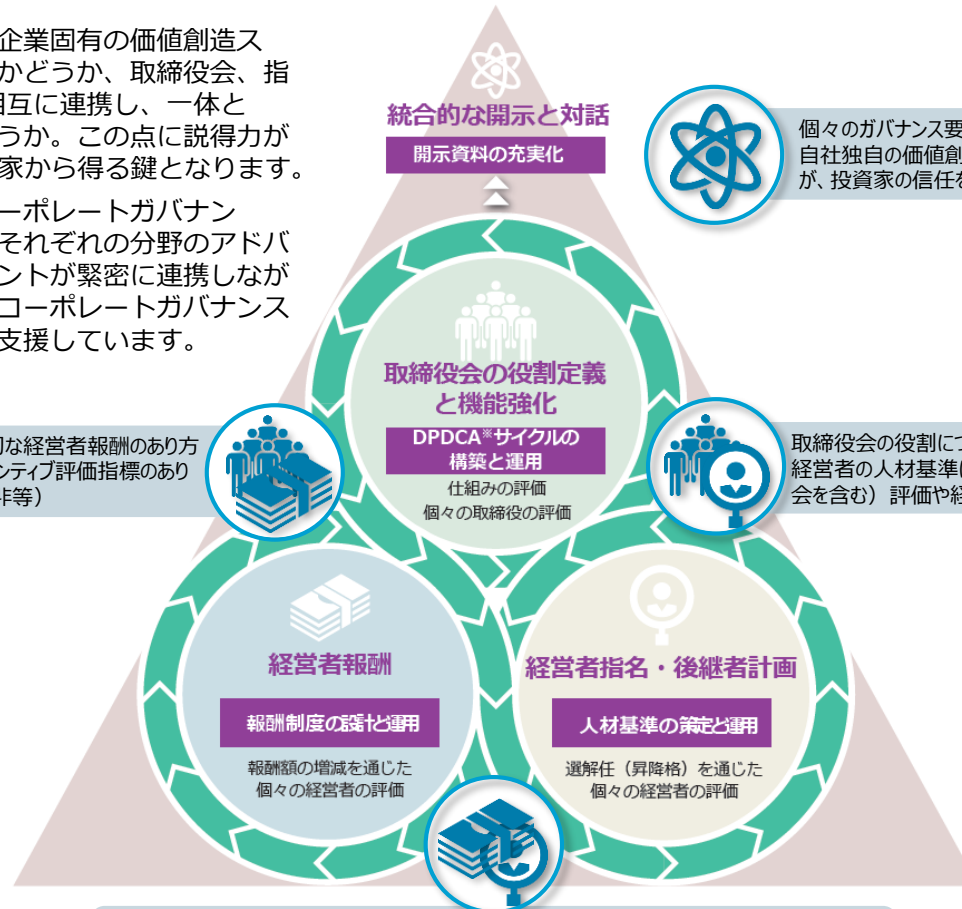 企業固有の価値創造ス
かどうか、取締役会、指
相互に連携し、一体と
うか。この点に説得力が
家から得る鍵となります。
ーポレートガバナン
それぞれの分野のアドバ
ントが緊密に連携しなが
コーポレートガバナンス
支援しています。
統合的な開示と対話
開示資料の充実化
個々のガバナンス要
自社独自の価値創
が、投資家の信任を
取締役会の役割定義
と機能強化
DPDCA※サイクルの
構築と運用
仕組みの評価
個々の取締役の評価
な経営者報酬のあり方
ンティブ評価指標のあり
非等）
取締役会の役割につ
経営者の人材基準に
会を含む）評価や経
経営者報酬
報酬制度の設計と運用
報酬額の増減を通じた
個々の経営者の評価
経営者指名・後継者計画
人材基準の策定と運用
選解任（昇降格）を通じた
個々の経営者の評価